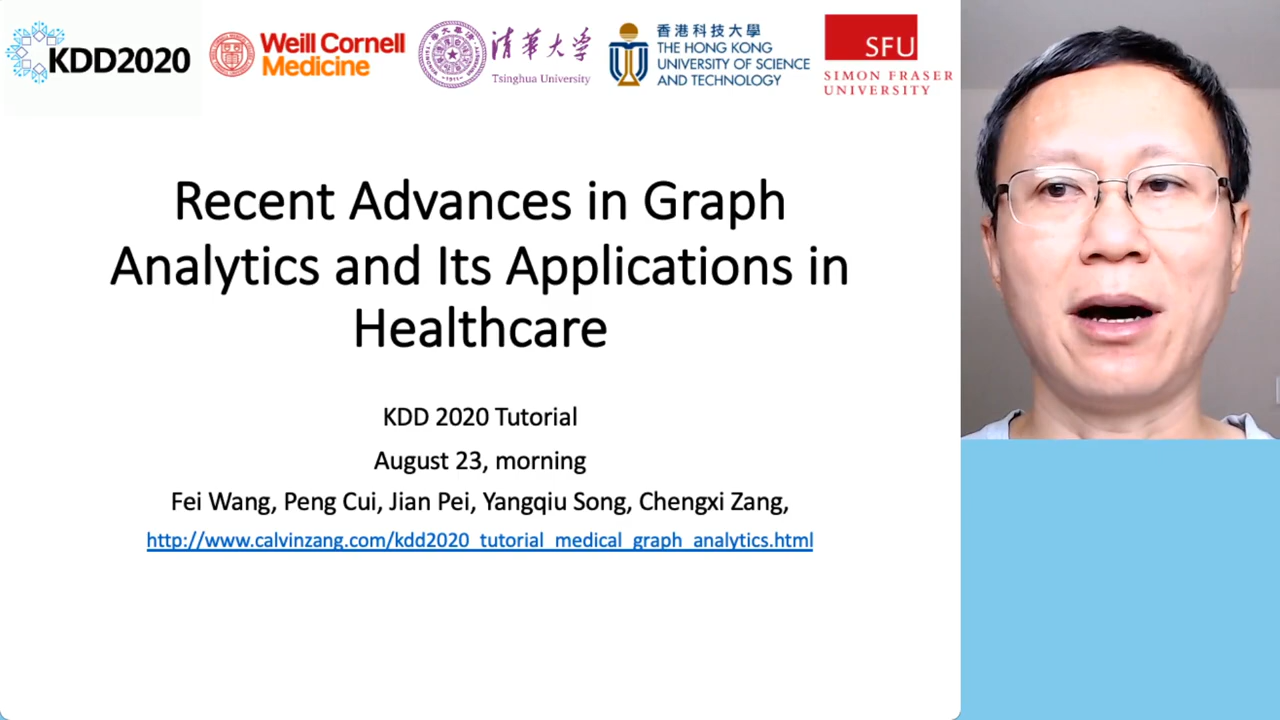 KDD2020
Weill Cornell
Medicine
清華大学
Tsinghua University
香港科技大學
THE HONG KONG
UNIVERSITY OF SCIENCE
AND TECHNOLOGY
SFU
SIMON FRASER
UNIVERSITY
Recent Advances in Graph
Analytics and Its Applications in
Healthcare
KDD 2020 Tutorial
August 23, morning
Fei Wang, Peng Cui, Jian Pei, Yangqiu Song, Chengxi Zang,
http://www.calvinzang.com/kdd2020_tutorial_medical_graph_analytics.html